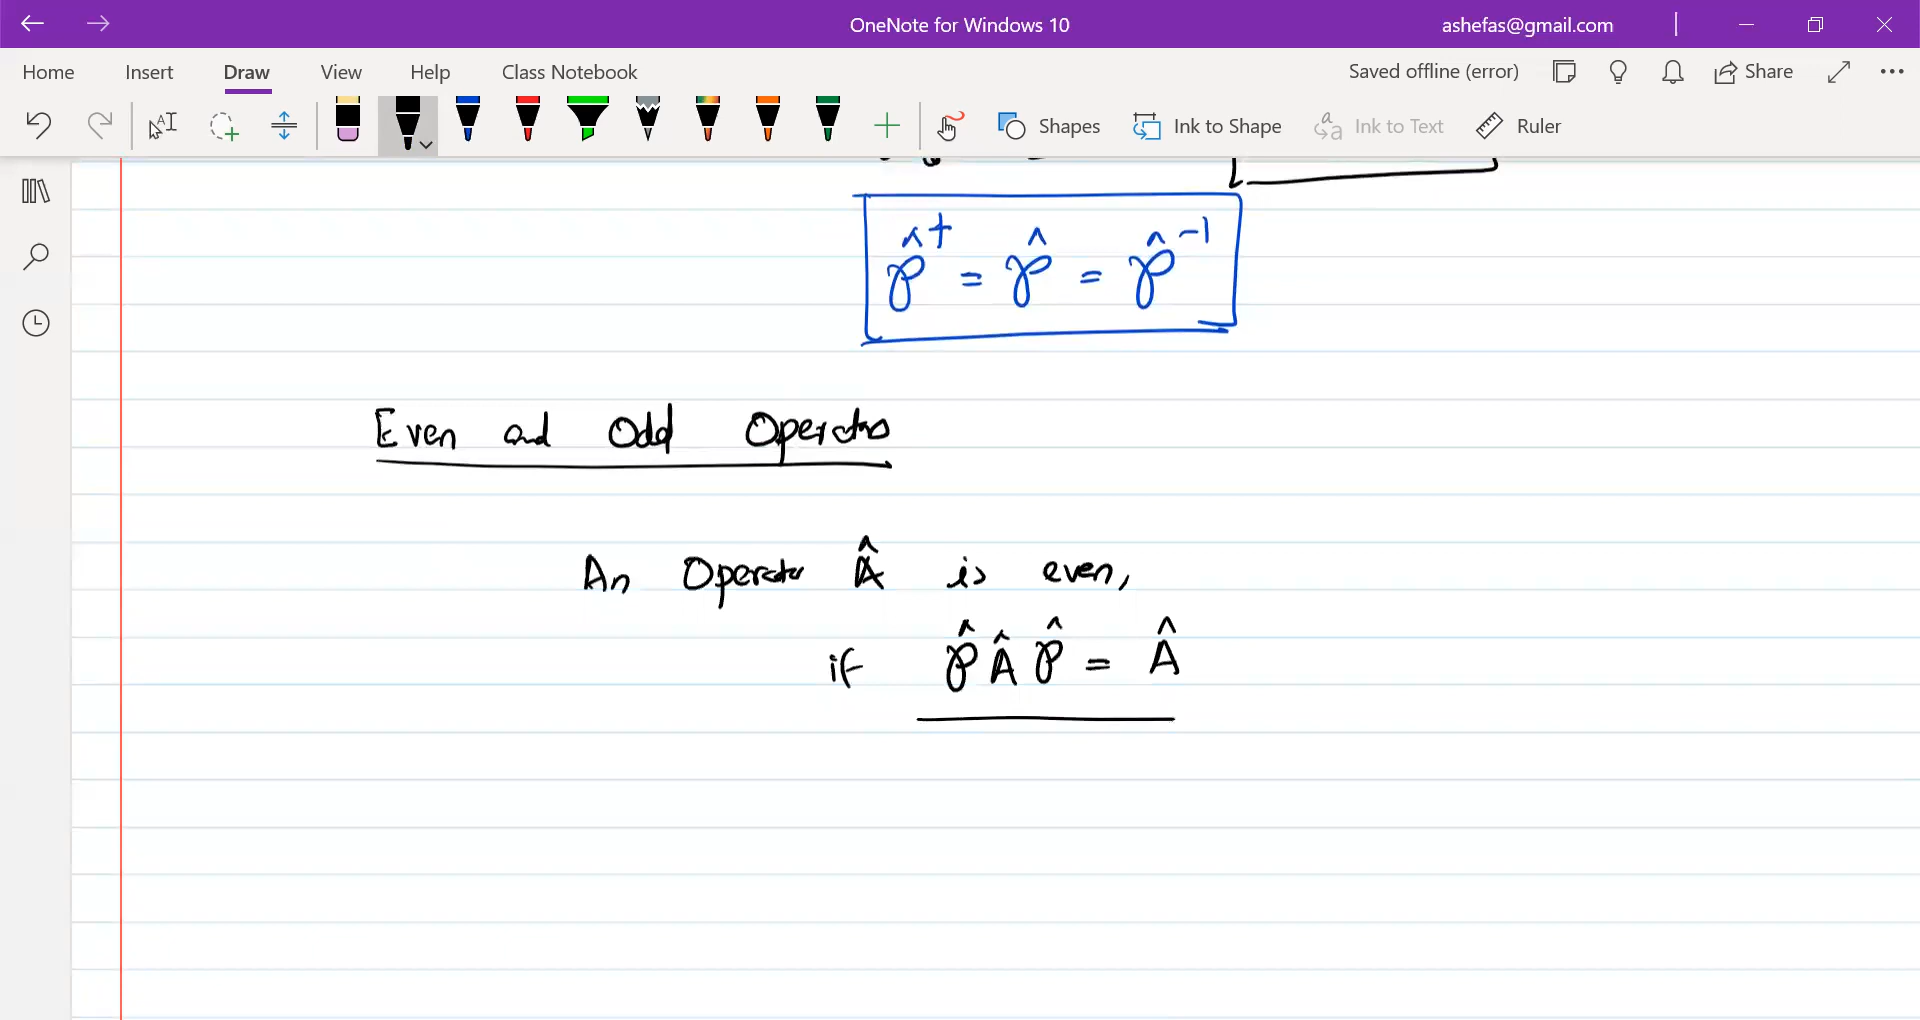 OneNote for Windows 10
ashefas@gmail.com
Home Insert Draw View Help Class Notebook
Saved offline (error) Share
Shapes Ink to Shape Ink to Text Ruler
𝒫̂† = 𝒫̂ = 𝒫̂⁻¹
Even and Odd Operators
An Operator Â is even,
if 𝒫̂ Â 𝒫̂ = Â